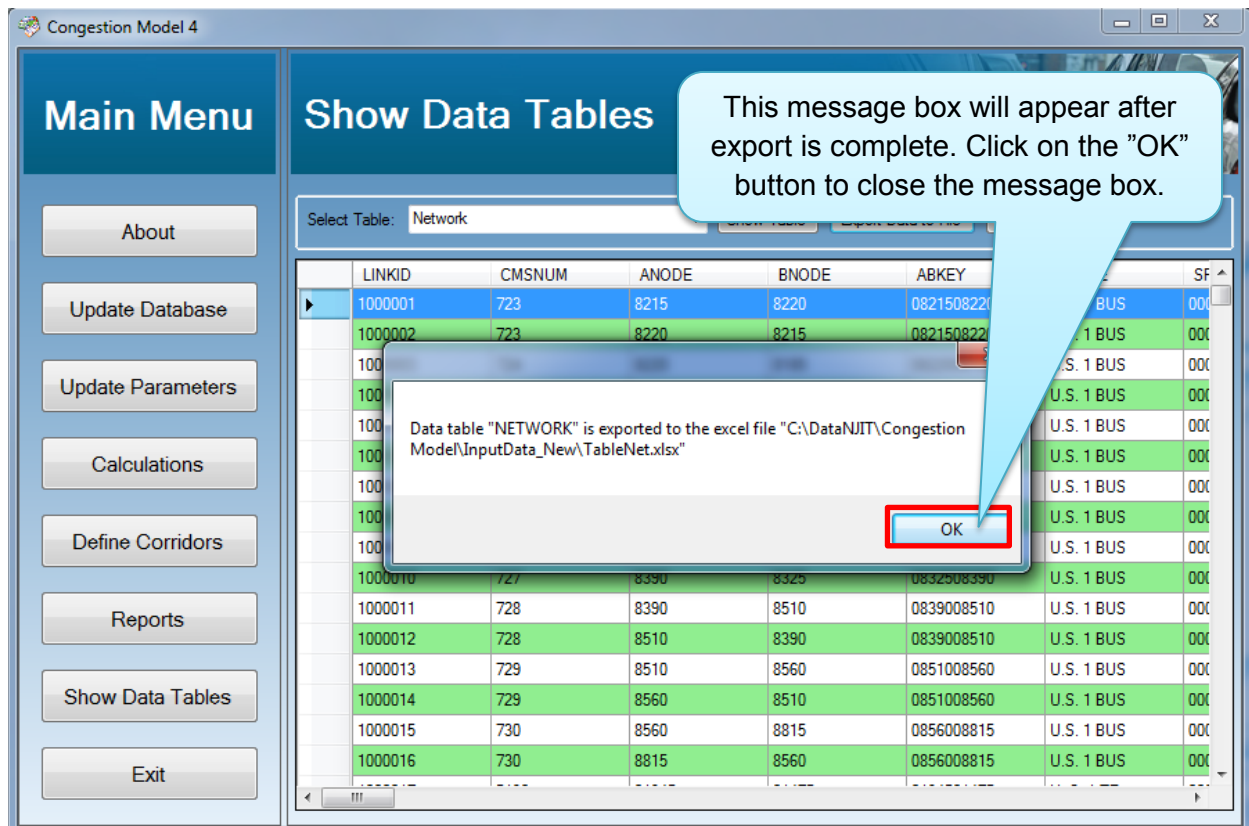 Congestion Model 4
Main Menu
Show Data Tables
This message box will appear after
export is complete. Click on the ”OK”
button to close the message box.
About
Update Database
Update Parameters
Calculations
Define Corridors
Reports
Show Data Tables
Exit
Select Table: Network
LINKID CMSNUM ANODE BNODE ABKEY
1000001 723 8215 8220 0821508220 BUS
1000002 723 8220 8215 0821508220 1 BUS
.S. 1 BUS
U.S. 1 BUS
U.S. 1 BUS
U.S. 1 BUS
U.S. 1 BUS
U.S. 1 BUS
U.S. 1 BUS
Data table "NETWORK" is exported to the excel file "C:\DataNJIT\Congestion
Model\InputData_New\TableNet.xlsx"
OK
1000010 727 8390 8325 0832508390 U.S. 1 BUS
1000011 728 8390 8510 0839008510 U.S. 1 BUS
1000012 728 8510 8390 0839008510 U.S. 1 BUS
1000013 729 8510 8560 0851008560 U.S. 1 BUS
1000014 729 8560 8510 0851008560 U.S. 1 BUS
1000015 730 8560 8815 0856008815 U.S. 1 BUS
1000016 730 8815 8560 0856008815 U.S. 1 BUS